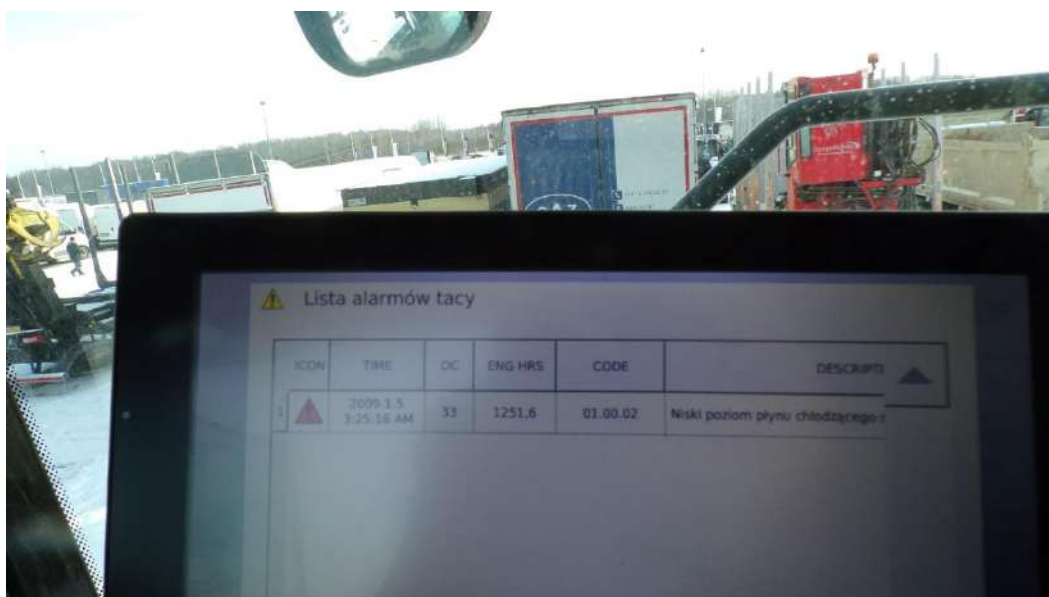 Lista alarmów tacy
ICON TIME OC ENG HRS CODE DESCRIPTI
1 2009.1.5 33 1251,6 01.00.02 Niski poziom płynu chłodzącego s
3:25:16 AM